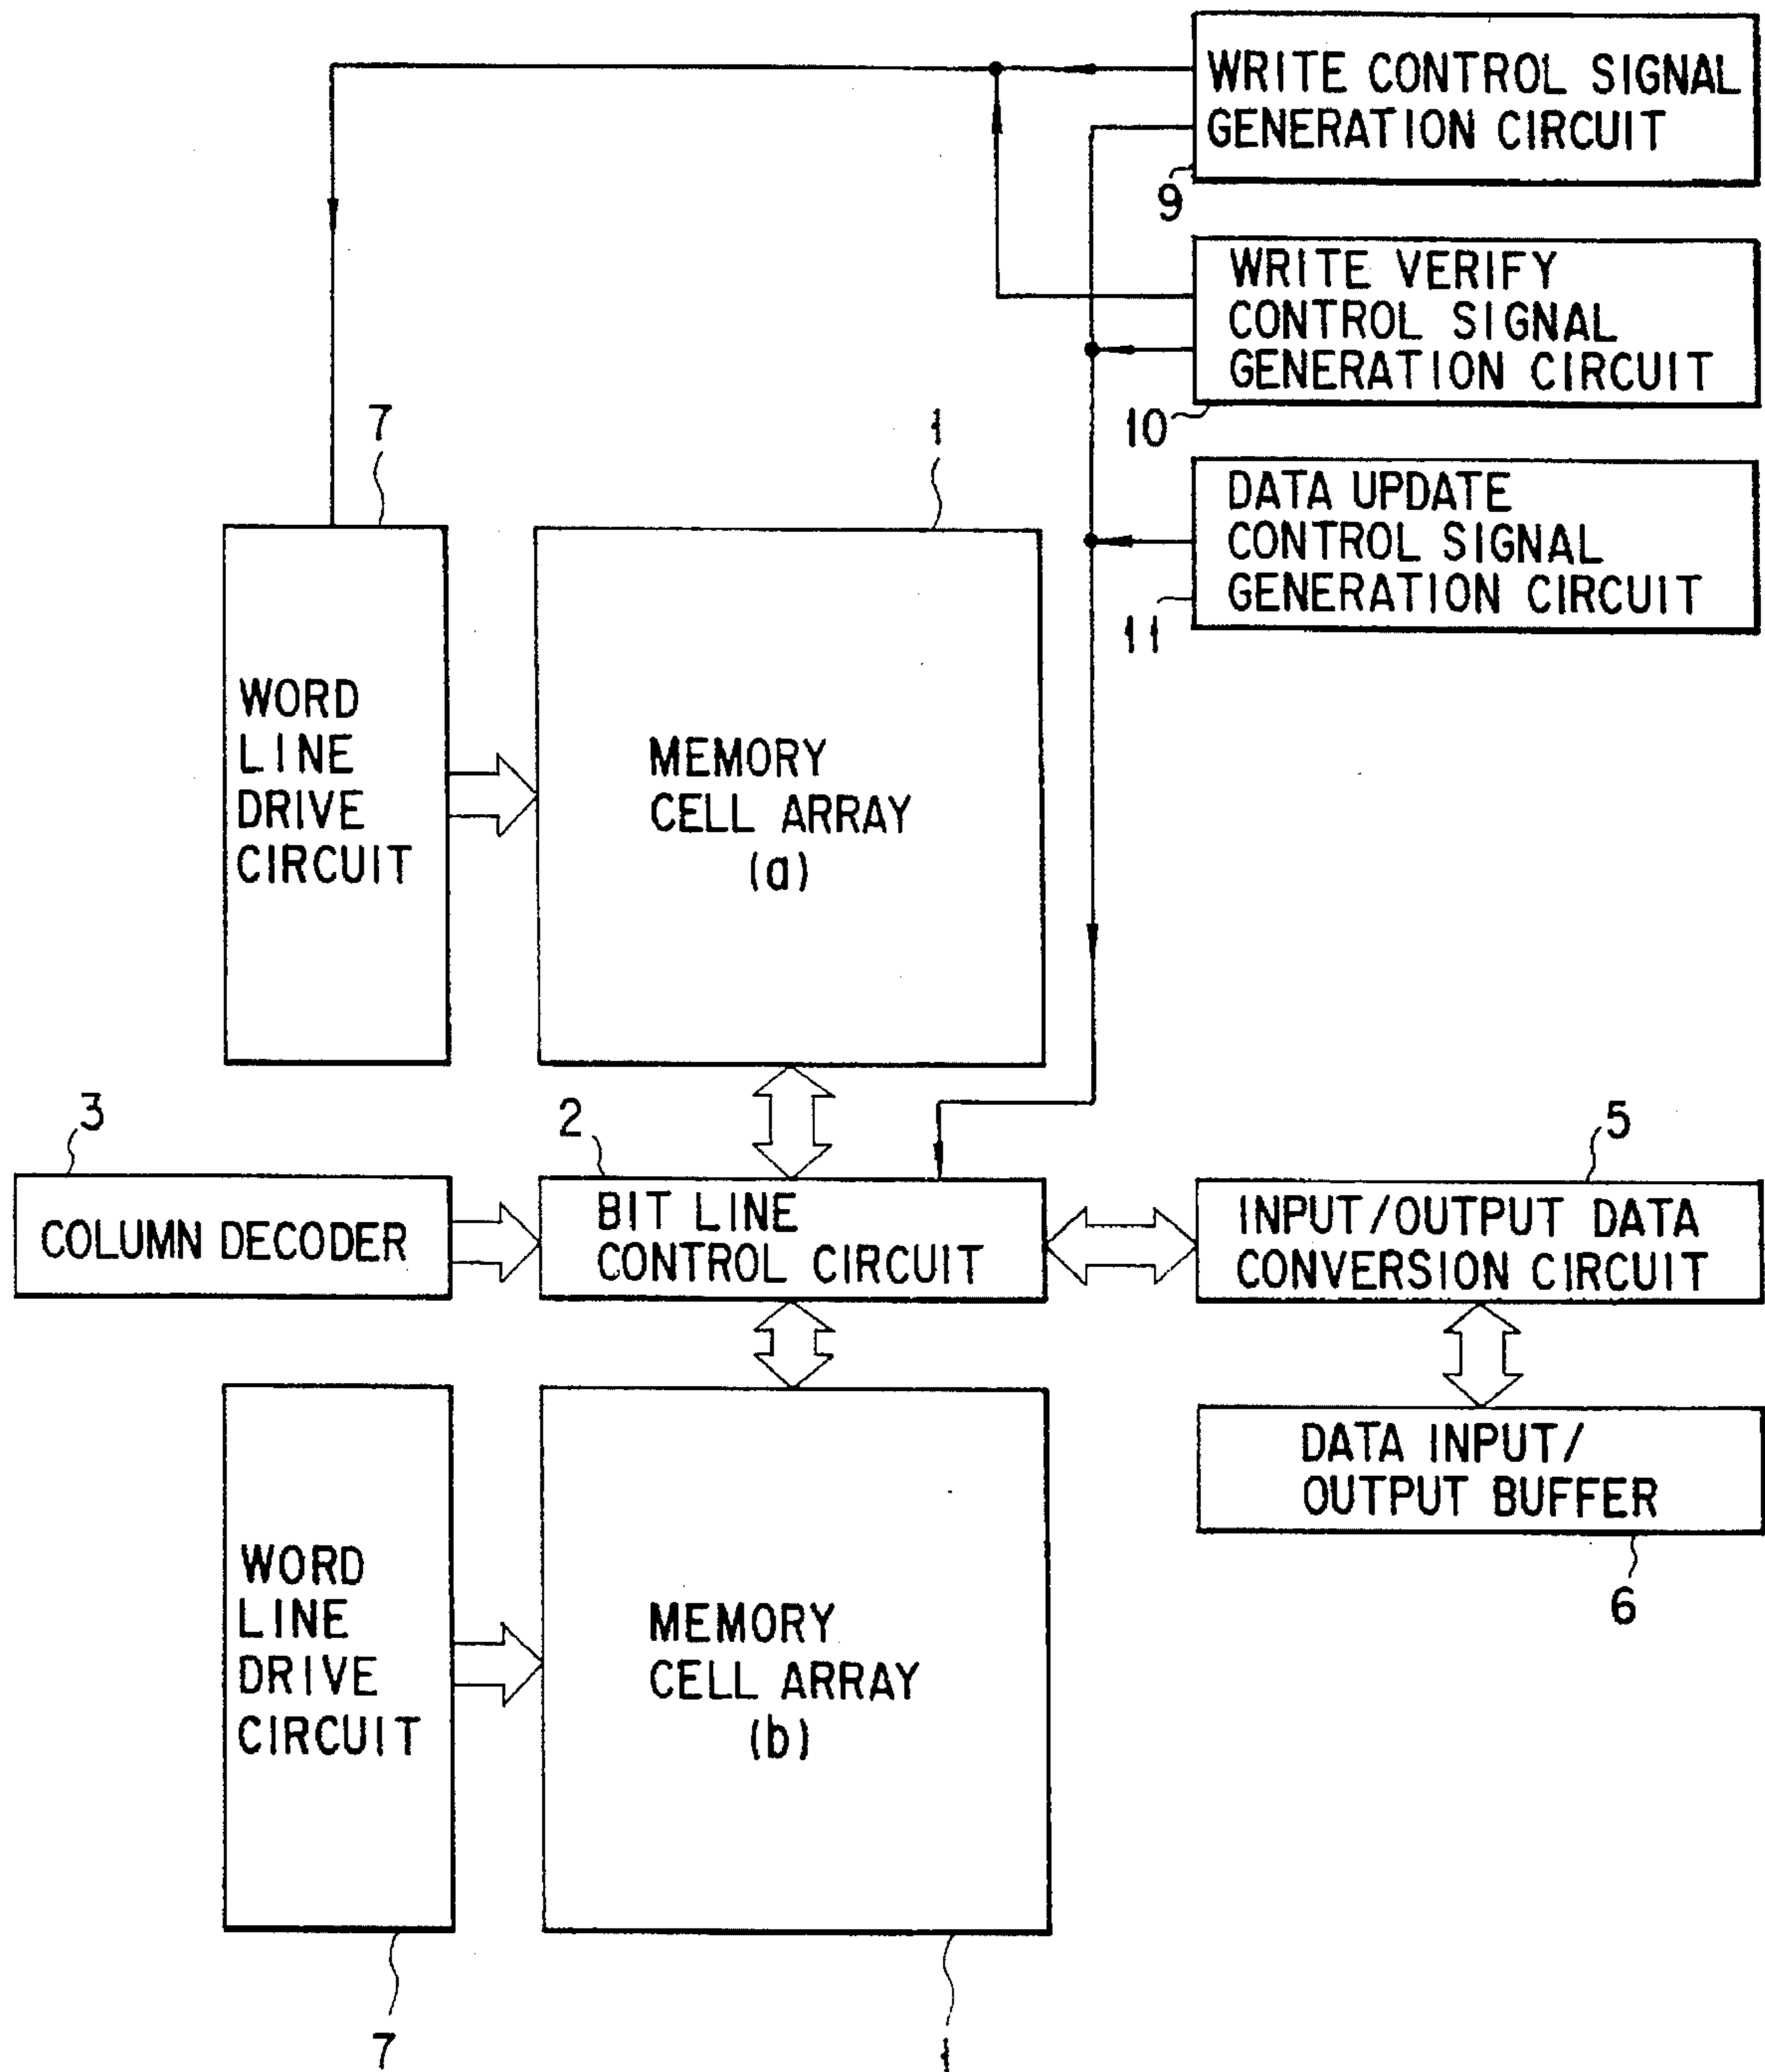 WRITE CONTROL SIGNAL
GENERATION CIRCUIT
9
WRITE VERIFY
CONTROL SIGNAL
GENERATION CIRCUIT
10
DATA UPDATE
CONTROL SIGNAL
GENERATION CIRCUIT
11
7
1
WORD
LINE
DRIVE
CIRCUIT
MEMORY
CELL ARRAY
(a)
3
COLUMN DECODER
2
BIT LINE
CONTROL CIRCUIT
5
INPUT/OUTPUT DATA
CONVERSION CIRCUIT
DATA INPUT/
OUTPUT BUFFER
6
WORD
LINE
DRIVE
CIRCUIT
MEMORY
CELL ARRAY
(b)
7
1